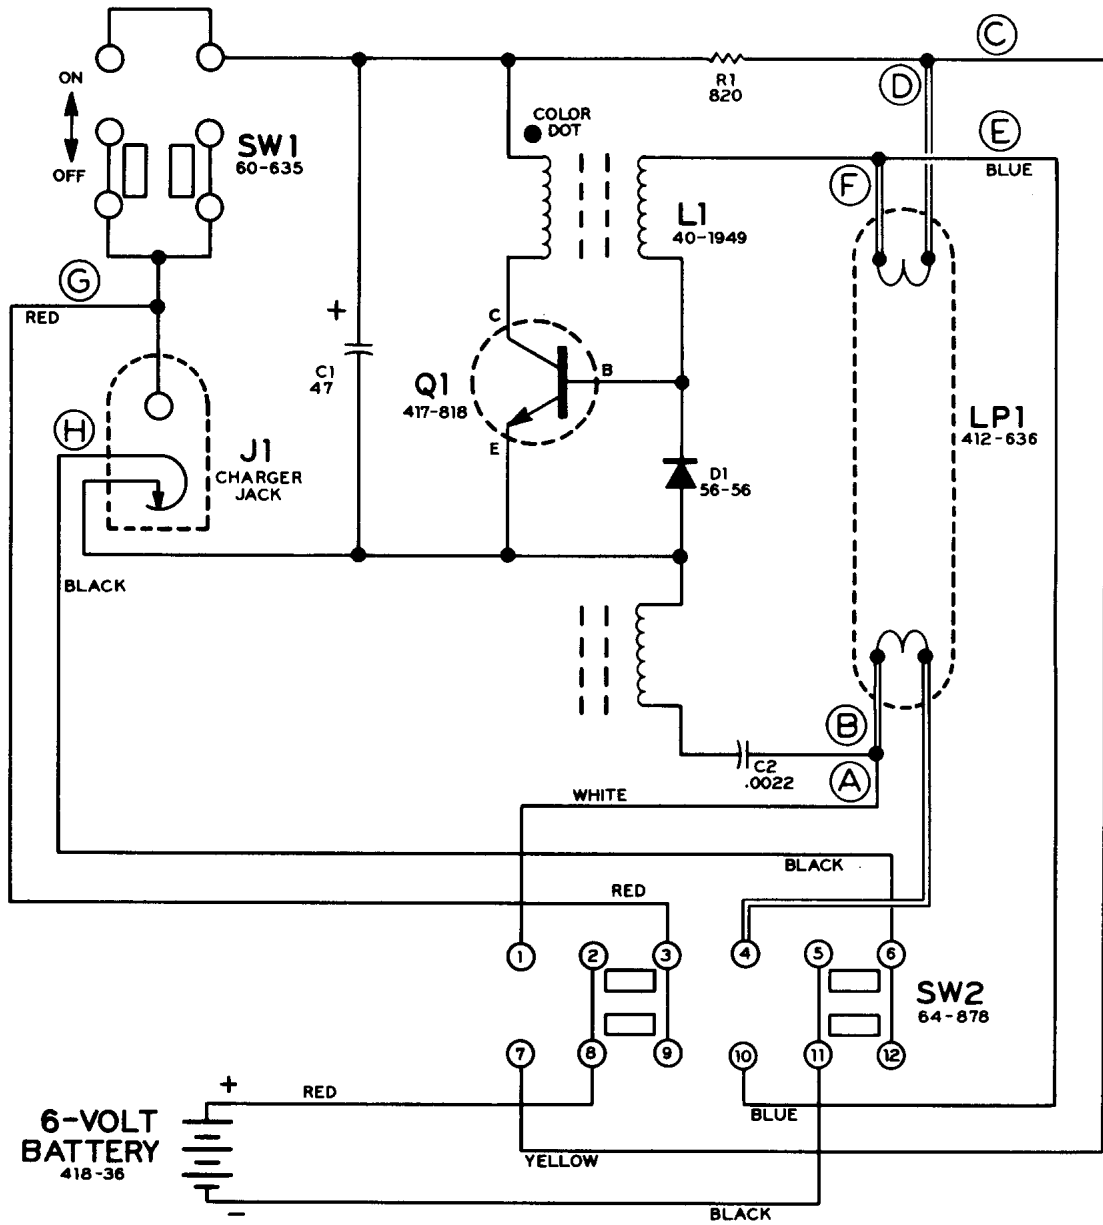 C
ON
OFF
SW1
60-635
COLOR
DOT
R1
820
D
E
BLUE
F
L1
40-1949
G
RED
+
C1
47
C
Q1
417-818
B
E
LP1
412-636
H
J1
CHARGER
JACK
D1
56-56
BLACK
B
C2
.0022
A
WHITE
BLACK
RED
1
2
3
4
5
6
SW2
64-878
7
8
9
10
11
12
+
RED
BLUE
6-VOLT
BATTERY
418-36
YELLOW
–
BLACK